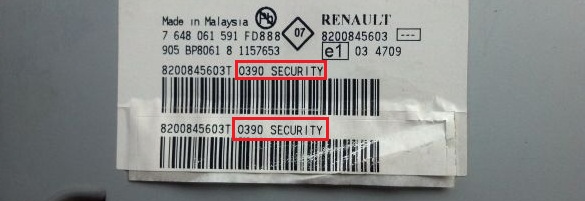 Made in Malaysia Pb RENAULT
7 648 061 591 FD888 07 8200845603 ---
905 BP8061 8 1157653 e1 03 4709
8200845603T 0390 SECURITY
8200845603T 0390 SECURITY